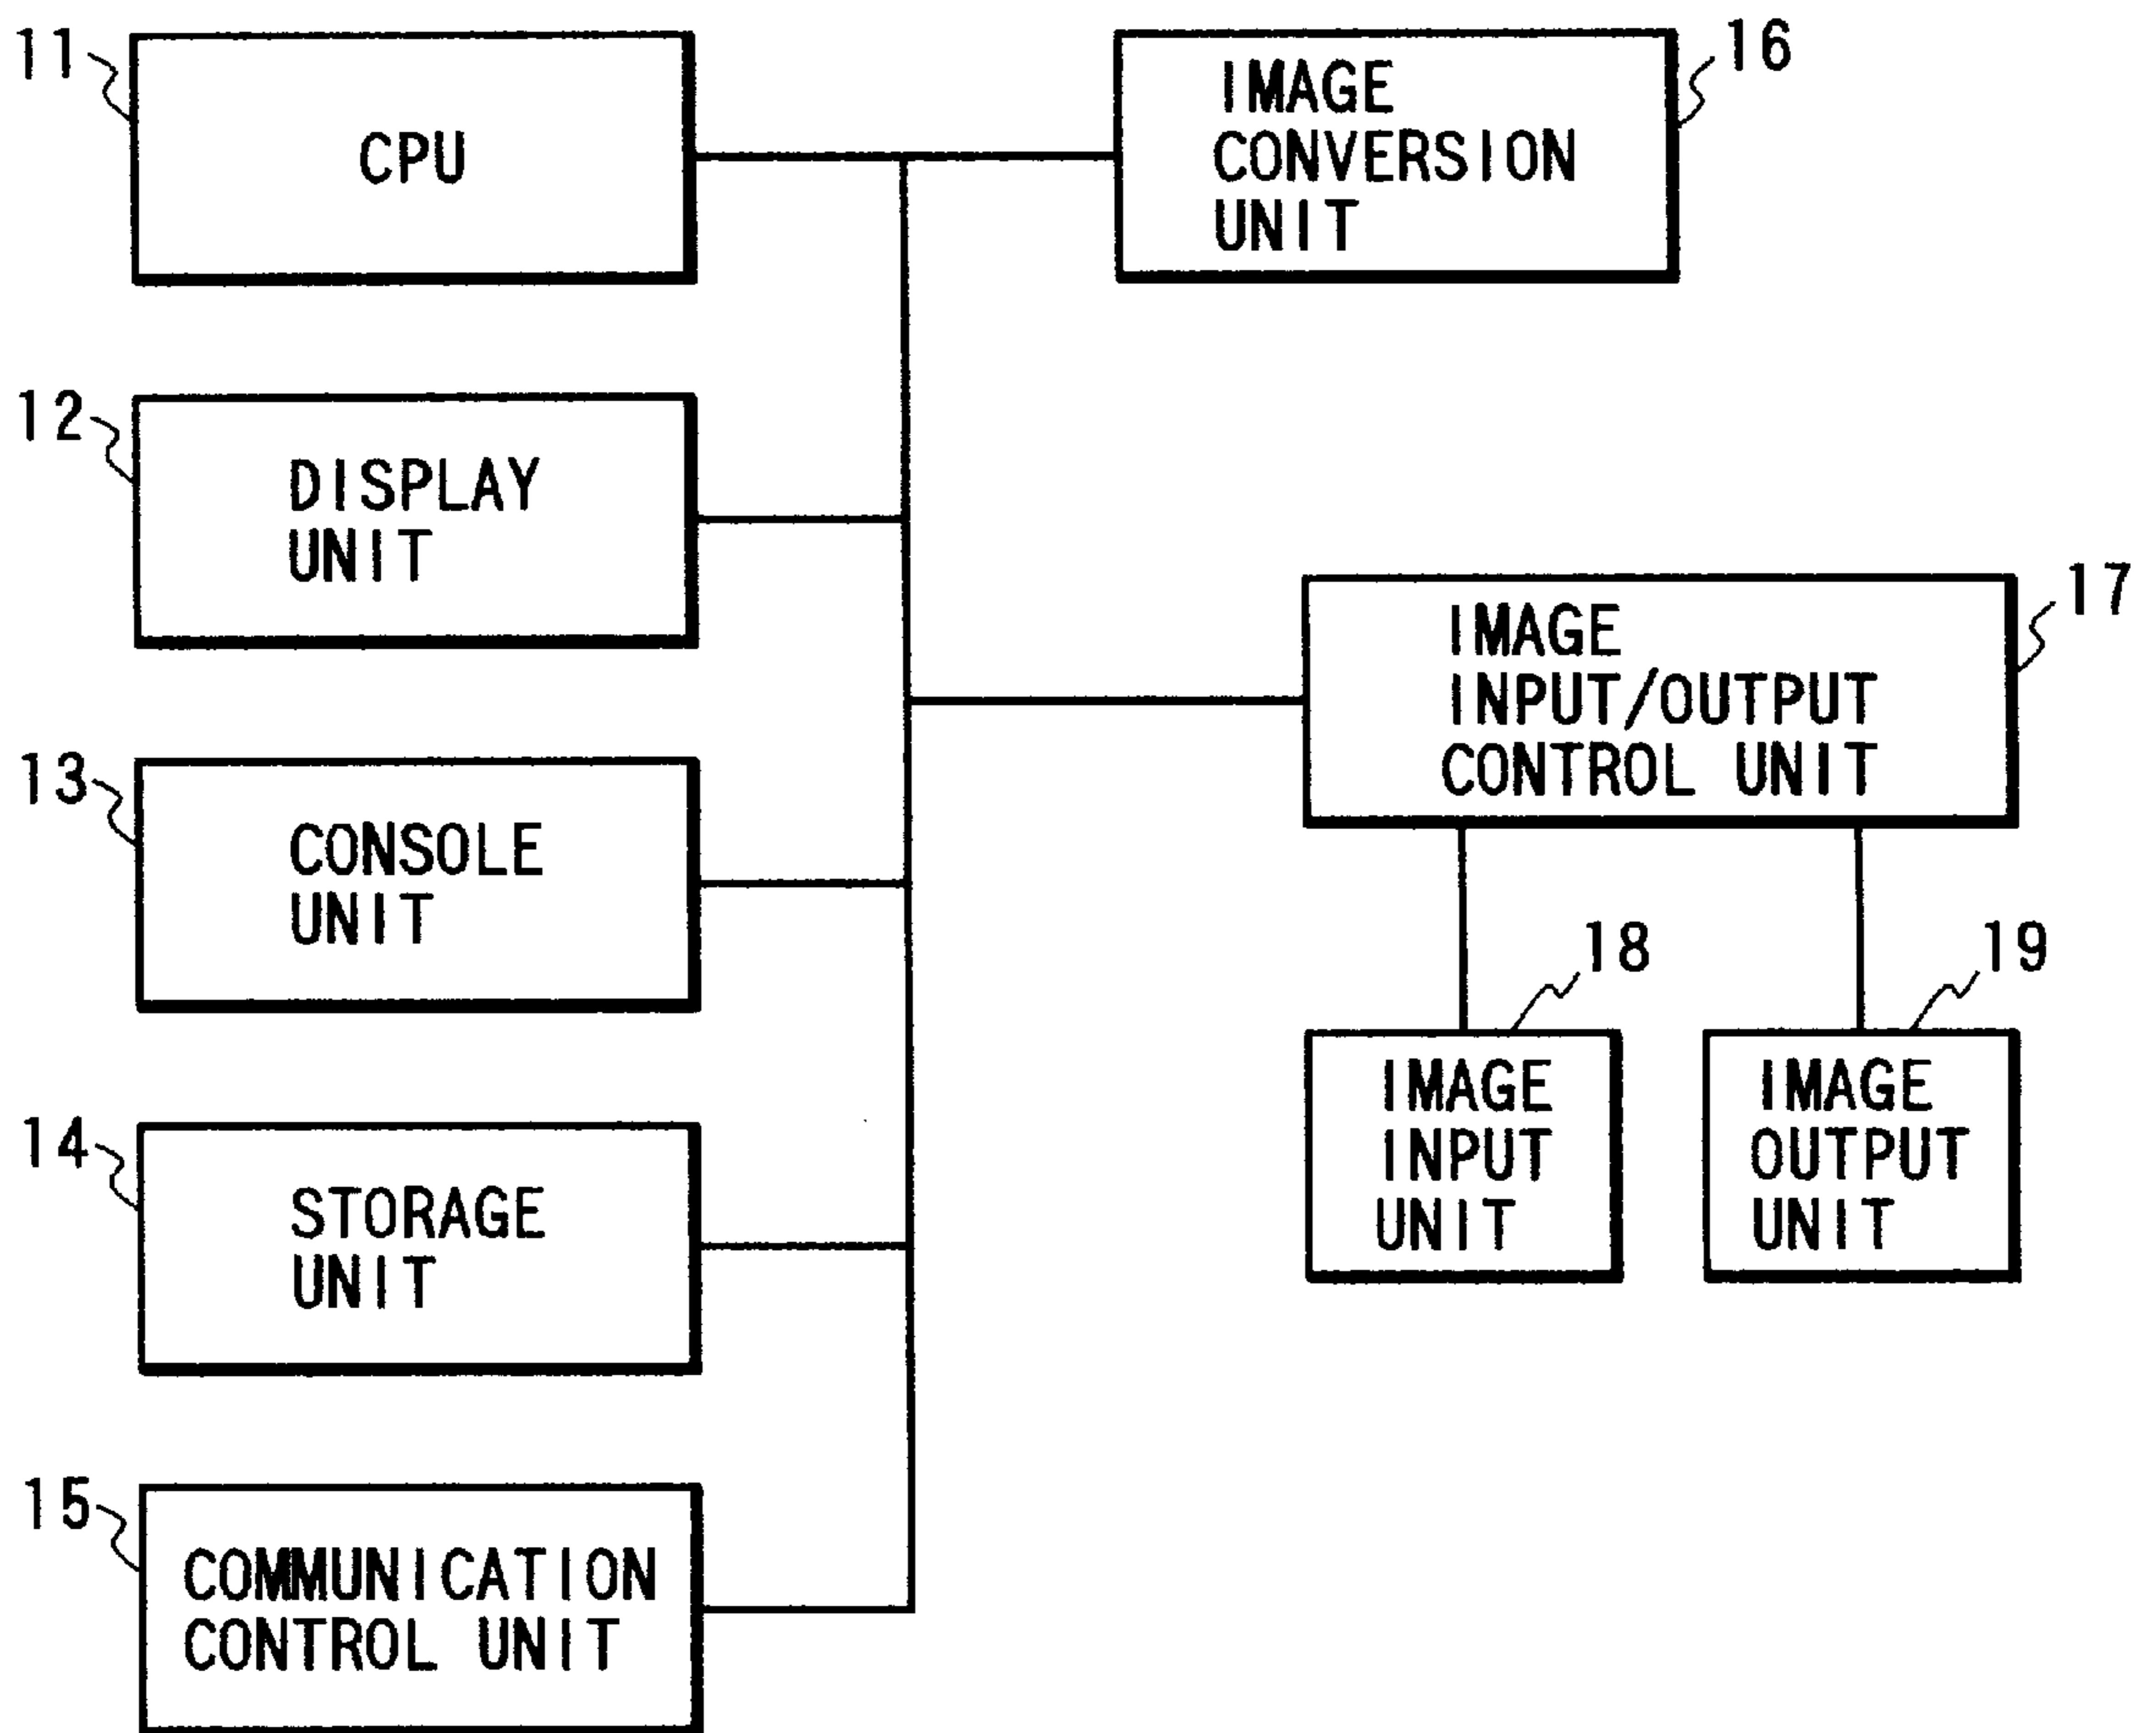 11
CPU
16
IMAGE
CONVERSION
UNIT
12
DISPLAY
UNIT
17
IMAGE
INPUT/OUTPUT
CONTROL UNIT
13
CONSOLE
UNIT
18
IMAGE
INPUT
UNIT
19
IMAGE
OUTPUT
UNIT
14
STORAGE
UNIT
15
COMMUNICATION
CONTROL UNIT